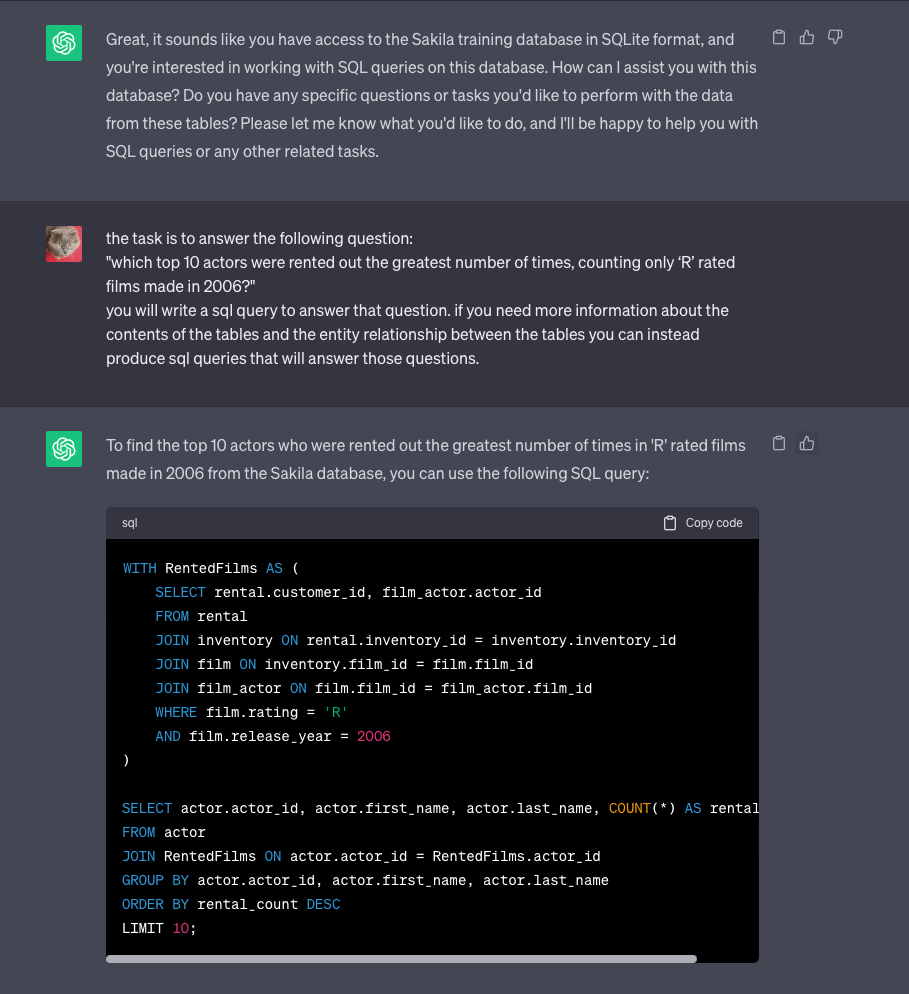 Great, it sounds like you have access to the Sakila training database in SQLite format, and
you're interested in working with SQL queries on this database. How can I assist you with this
database? Do you have any specific questions or tasks you'd like to perform with the data
from these tables? Please let me know what you'd like to do, and I'll be happy to help you with
SQL queries or any other related tasks.
the task is to answer the following question:
"which top 10 actors were rented out the greatest number of times, counting only ‘R’ rated
films made in 2006?"
you will write a sql query to answer that question. if you need more information about the
contents of the tables and the entity relationship between the tables you can instead
produce sql queries that will answer those questions.
To find the top 10 actors who were rented out the greatest number of times in 'R' rated films
made in 2006 from the Sakila database, you can use the following SQL query:
sql Copy code
WITH RentedFilms AS (
    SELECT rental.customer_id, film_actor.actor_id
    FROM rental
    JOIN inventory ON rental.inventory_id = inventory.inventory_id
    JOIN film ON inventory.film_id = film.film_id
    JOIN film_actor ON film.film_id = film_actor.film_id
    WHERE film.rating = 'R'
    AND film.release_year = 2006
)
SELECT actor.actor_id, actor.first_name, actor.last_name, COUNT(*) AS rental
FROM actor
JOIN RentedFilms ON actor.actor_id = RentedFilms.actor_id
GROUP BY actor.actor_id, actor.first_name, actor.last_name
ORDER BY rental_count DESC
LIMIT 10;